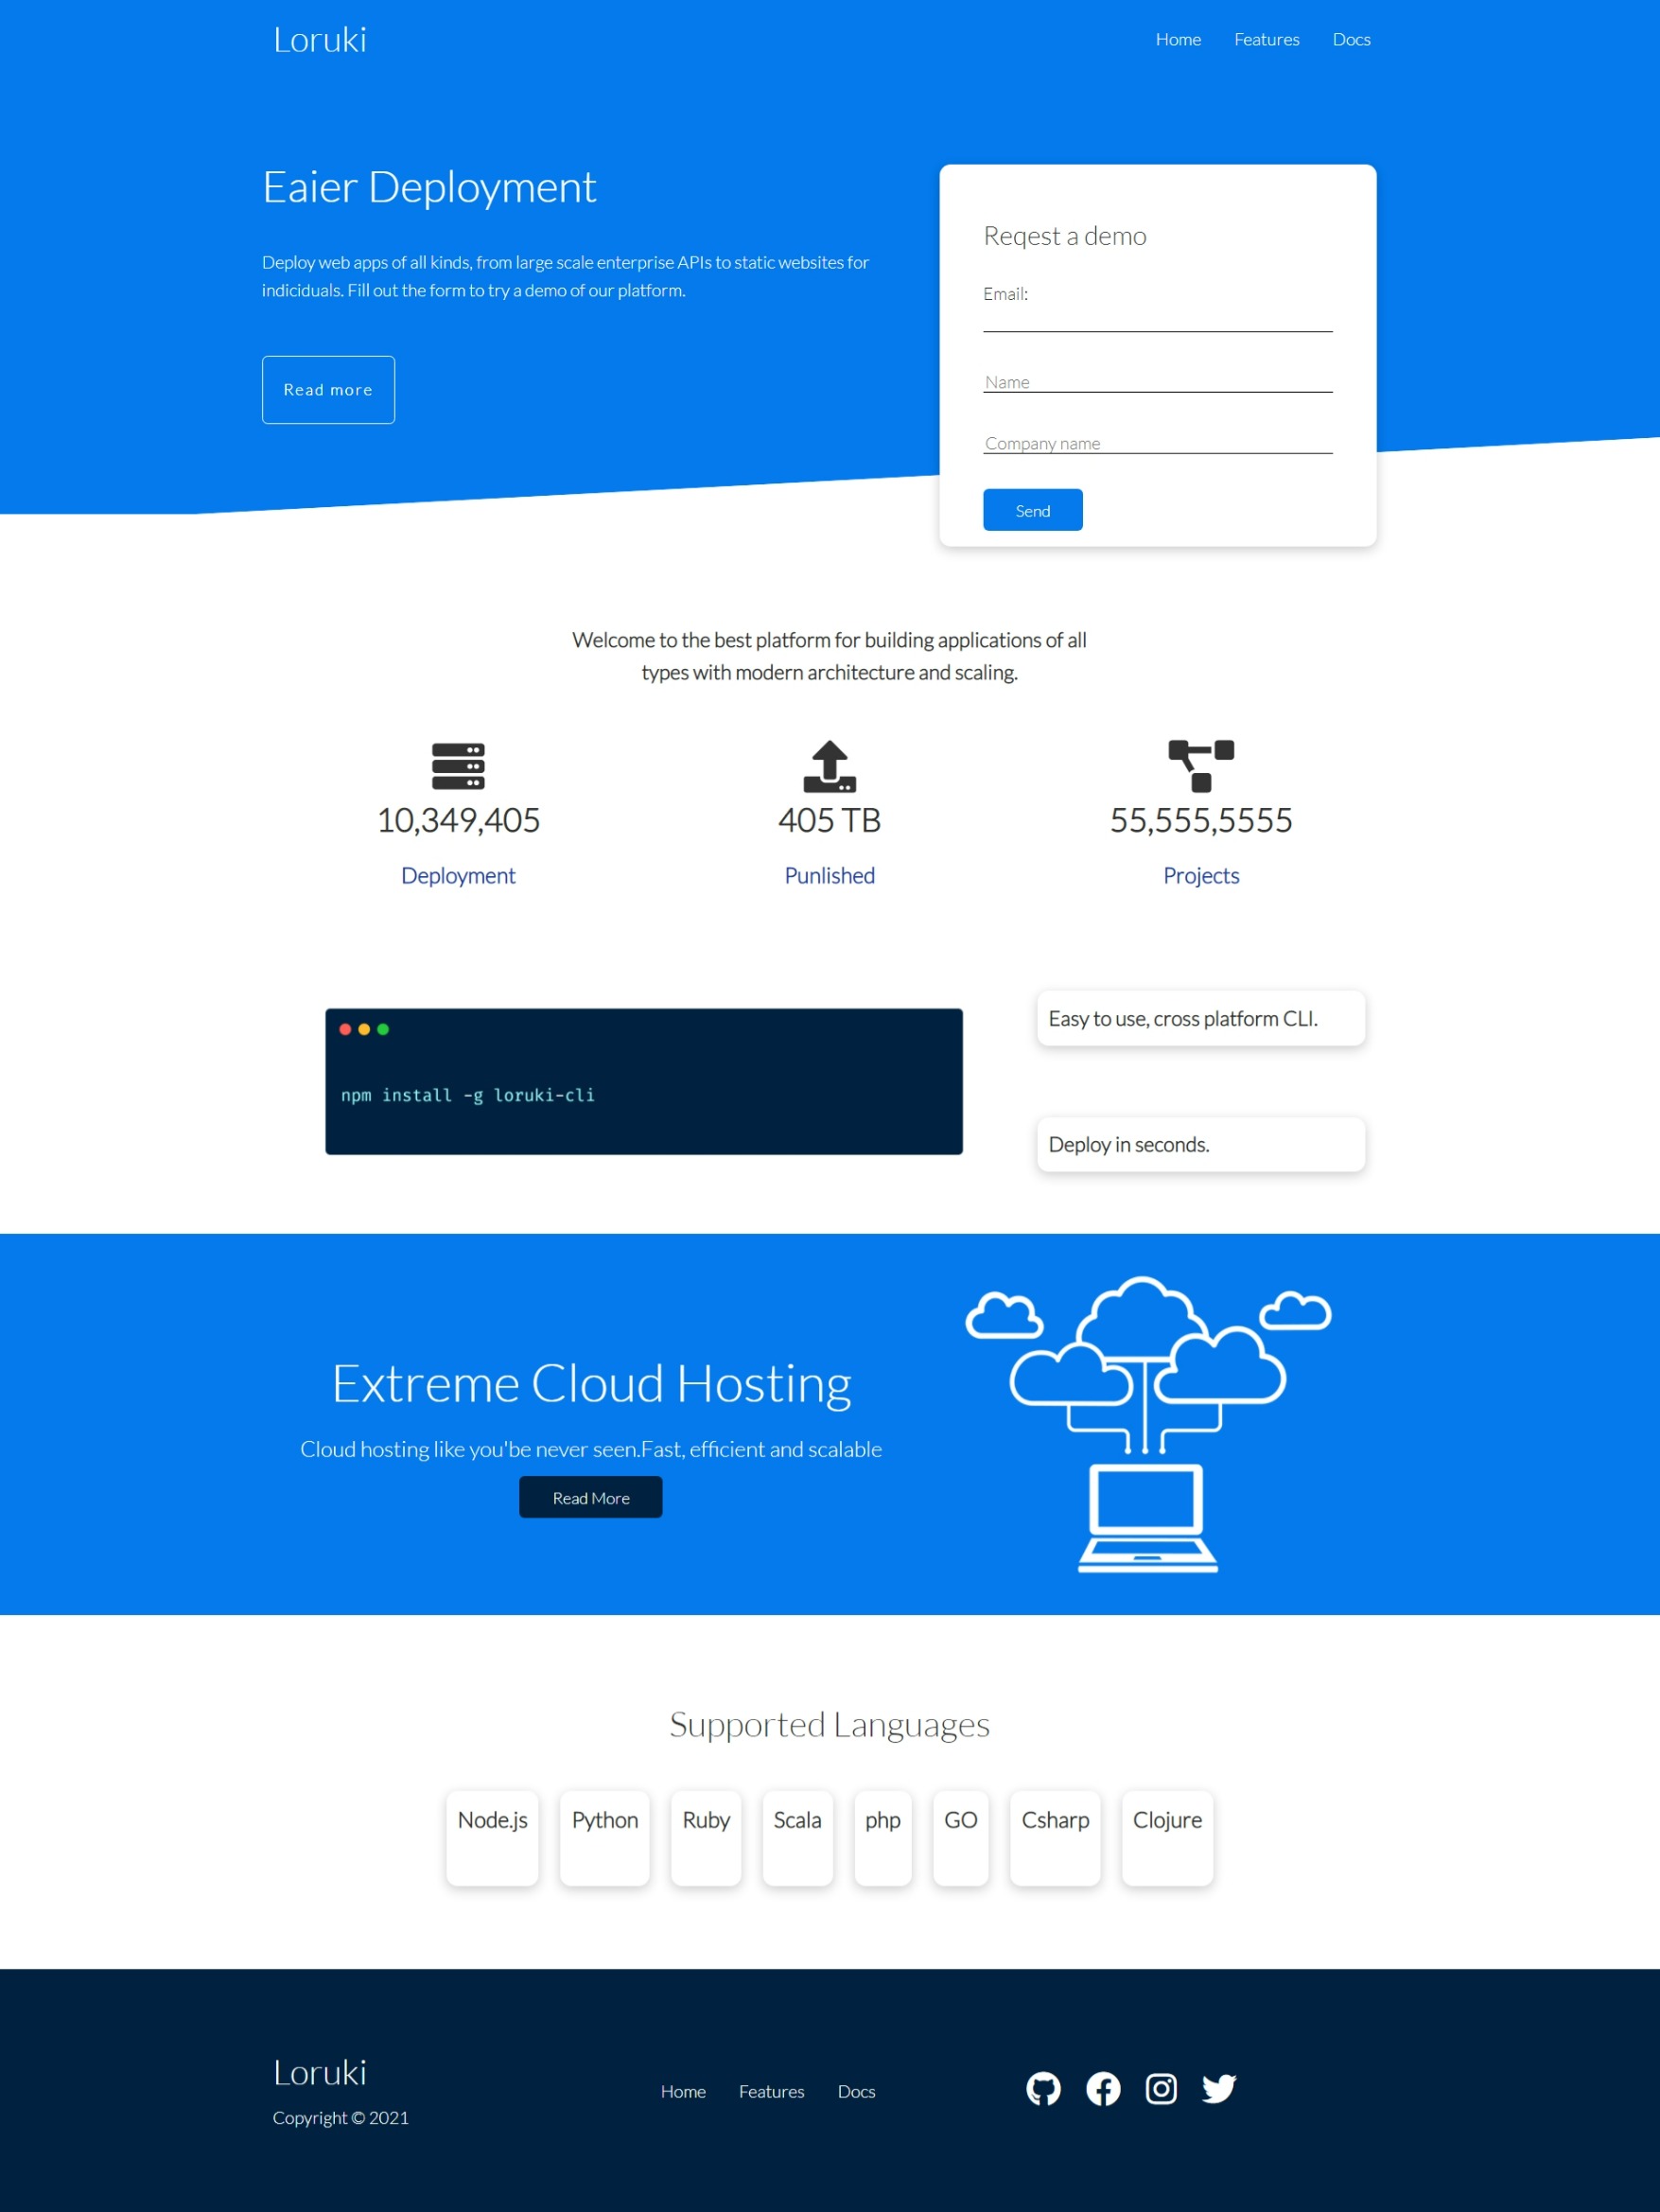 Loruki
Home Features Docs
Eaier Deployment
Deploy web apps of all kinds, from large scale enterprise APIs to static websites for
indiciduals. Fill out the form to try a demo of our platform.
Read more
Reqest a demo
Email:
Name
Company name
Send
Welcome to the best platform for building applications of all
types with modern architecture and scaling.
10,349,405
Deployment
405 TB
Punlished
55,555,5555
Projects
npm install -g loruki-cli
Easy to use, cross platform CLI.
Deploy in seconds.
Extreme Cloud Hosting
Cloud hosting like you'be never seen.Fast, efficient and scalable
Read More
Supported Languages
Node.js Python Ruby Scala php GO Csharp Clojure
Loruki
Copyright © 2021
Home Features Docs